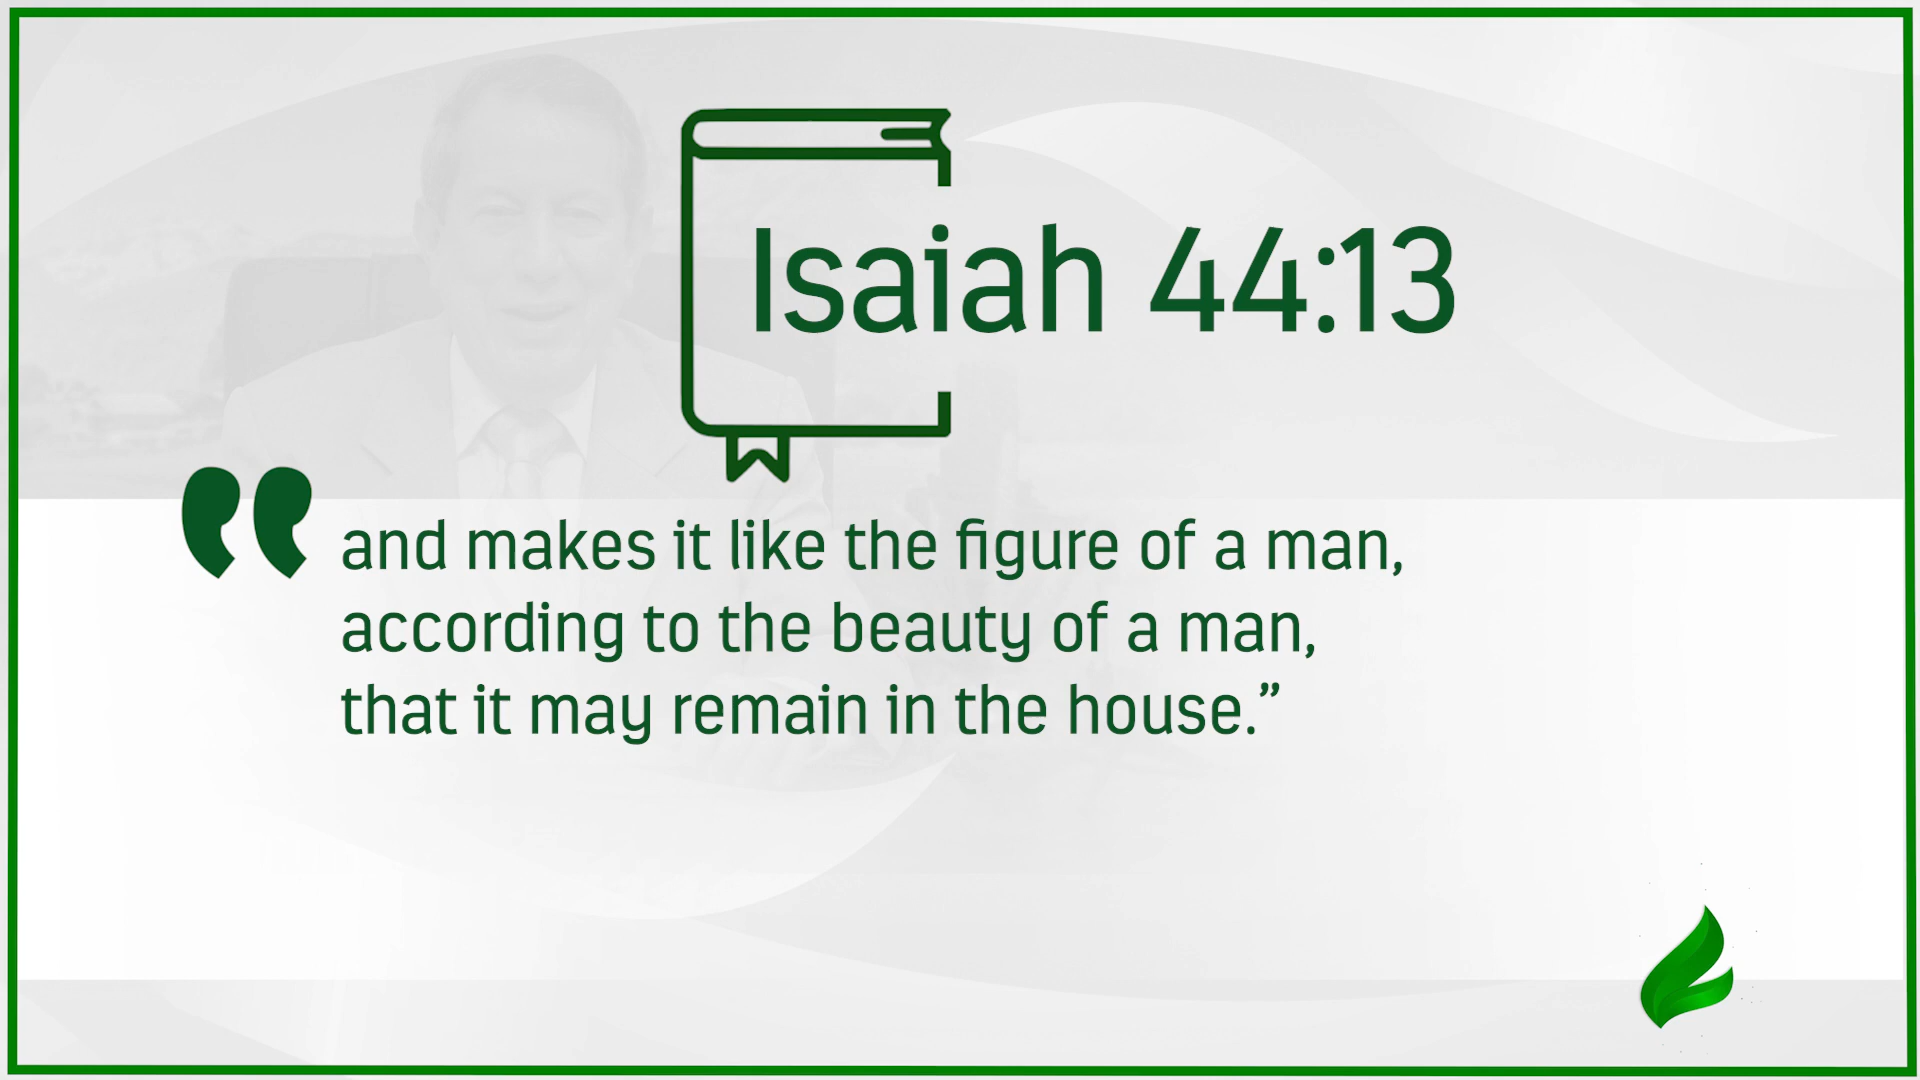 Isaiah 44:13
“and makes it like the figure of a man,
according to the beauty of a man,
that it may remain in the house.”